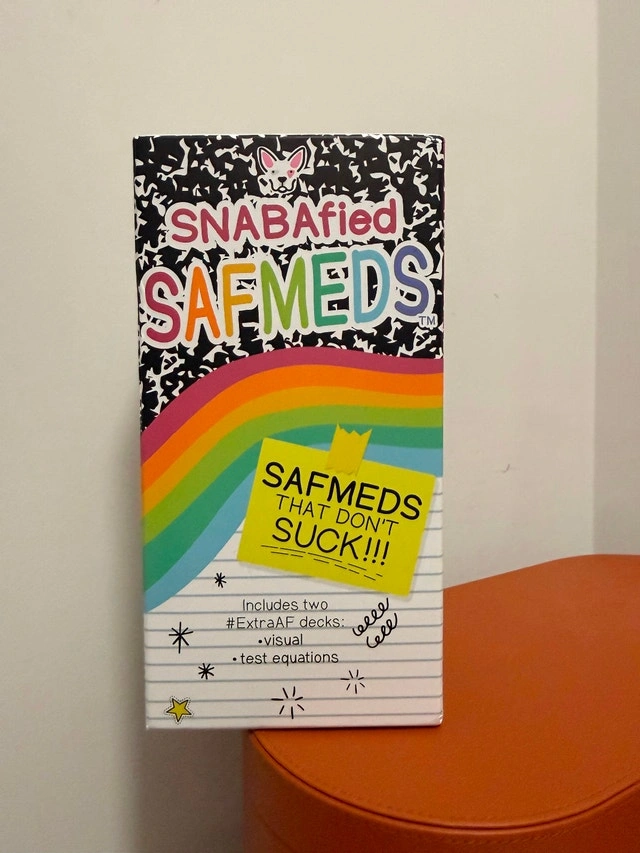 SNABAfied
SAFMEDS
TM
SAFMEDS
THAT DON'T
SUCK!!!
Includes two
#ExtraAF decks:
•visual
•test equations